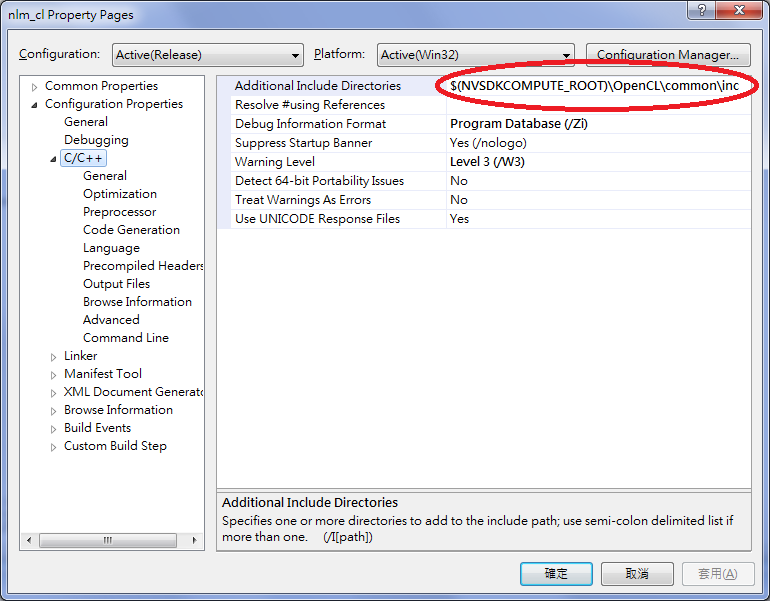 nlm_cl Property Pages
Configuration: Active(Release) Platform: Active(Win32) Configuration Manager...
Common Properties
Configuration Properties
General
Debugging
C/C++
General
Optimization
Preprocessor
Code Generation
Language
Precompiled Headers
Output Files
Browse Information
Advanced
Command Line
Linker
Manifest Tool
XML Document Generato
Browse Information
Build Events
Custom Build Step
Additional Include Directories $(NVSDKCOMPUTE_ROOT)\OpenCL\common\inc
Resolve #using References
Debug Information Format Program Database (/Zi)
Suppress Startup Banner Yes (/nologo)
Warning Level Level 3 (/W3)
Detect 64-bit Portability Issues No
Treat Warnings As Errors No
Use UNICODE Response Files Yes
Additional Include Directories
Specifies one or more directories to add to the include path; use semi-colon delimited list if
more than one. (/I[path])
確定 取消 套用(A)